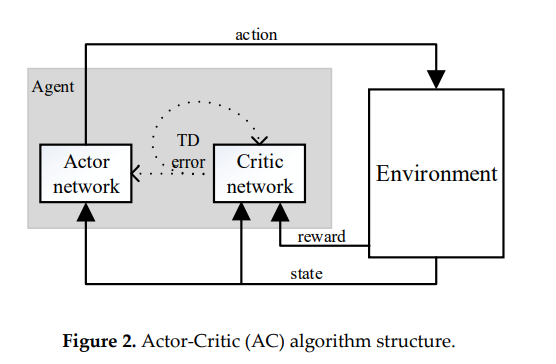 action
Agent
TD
error
Actor
network
Critic
network
Environment
reward
state
Figure 2. Actor-Critic (AC) algorithm structure.